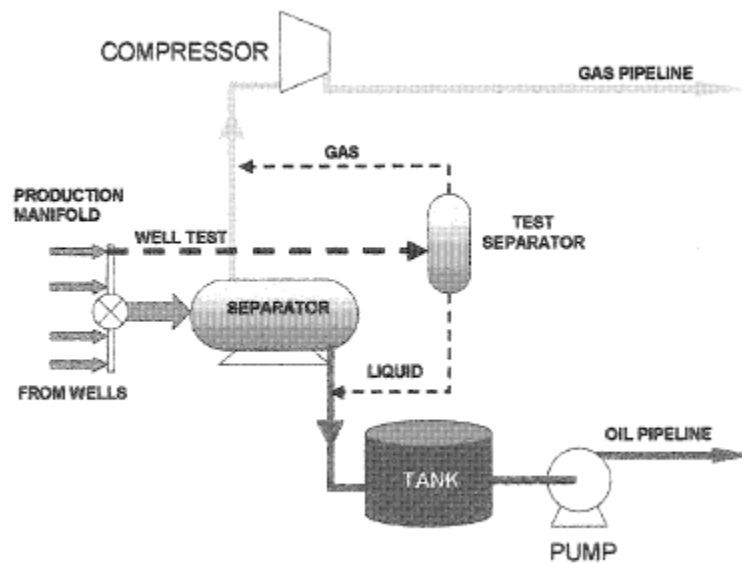 COMPRESSOR
GAS PIPELINE
GAS
PRODUCTION
MANIFOLD
WELL TEST
TEST
SEPARATOR
SEPARATOR
LIQUID
FROM WELLS
OIL PIPELINE
TANK
PUMP